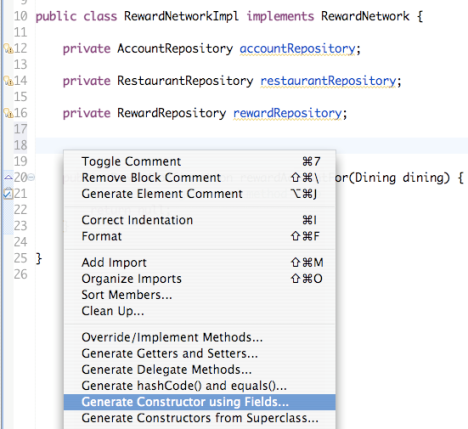 10 public class RewardNetworkImpl implements RewardNetwork {
11
12 private AccountRepository accountRepository;
14 private RestaurantRepository restaurantRepository;
15
16 private RewardRepository rewardRepository;
17
18
19
Toggle Comment ⌘7
20 or(Dining dining) {
Remove Block Comment ⇧⌘\
21
Generate Element Comment ⌥⌘J
22
Correct Indentation ⌘I
23
Format ⇧⌘F
24
25 }
Add Import ⇧⌘M
26
Organize Imports ⇧⌘O
Sort Members...
Clean Up...
Override/Implement Methods...
Generate Getters and Setters...
Generate Delegate Methods...
Generate hashCode() and equals()...
Generate Constructor using Fields...
Generate Constructors from Superclass...